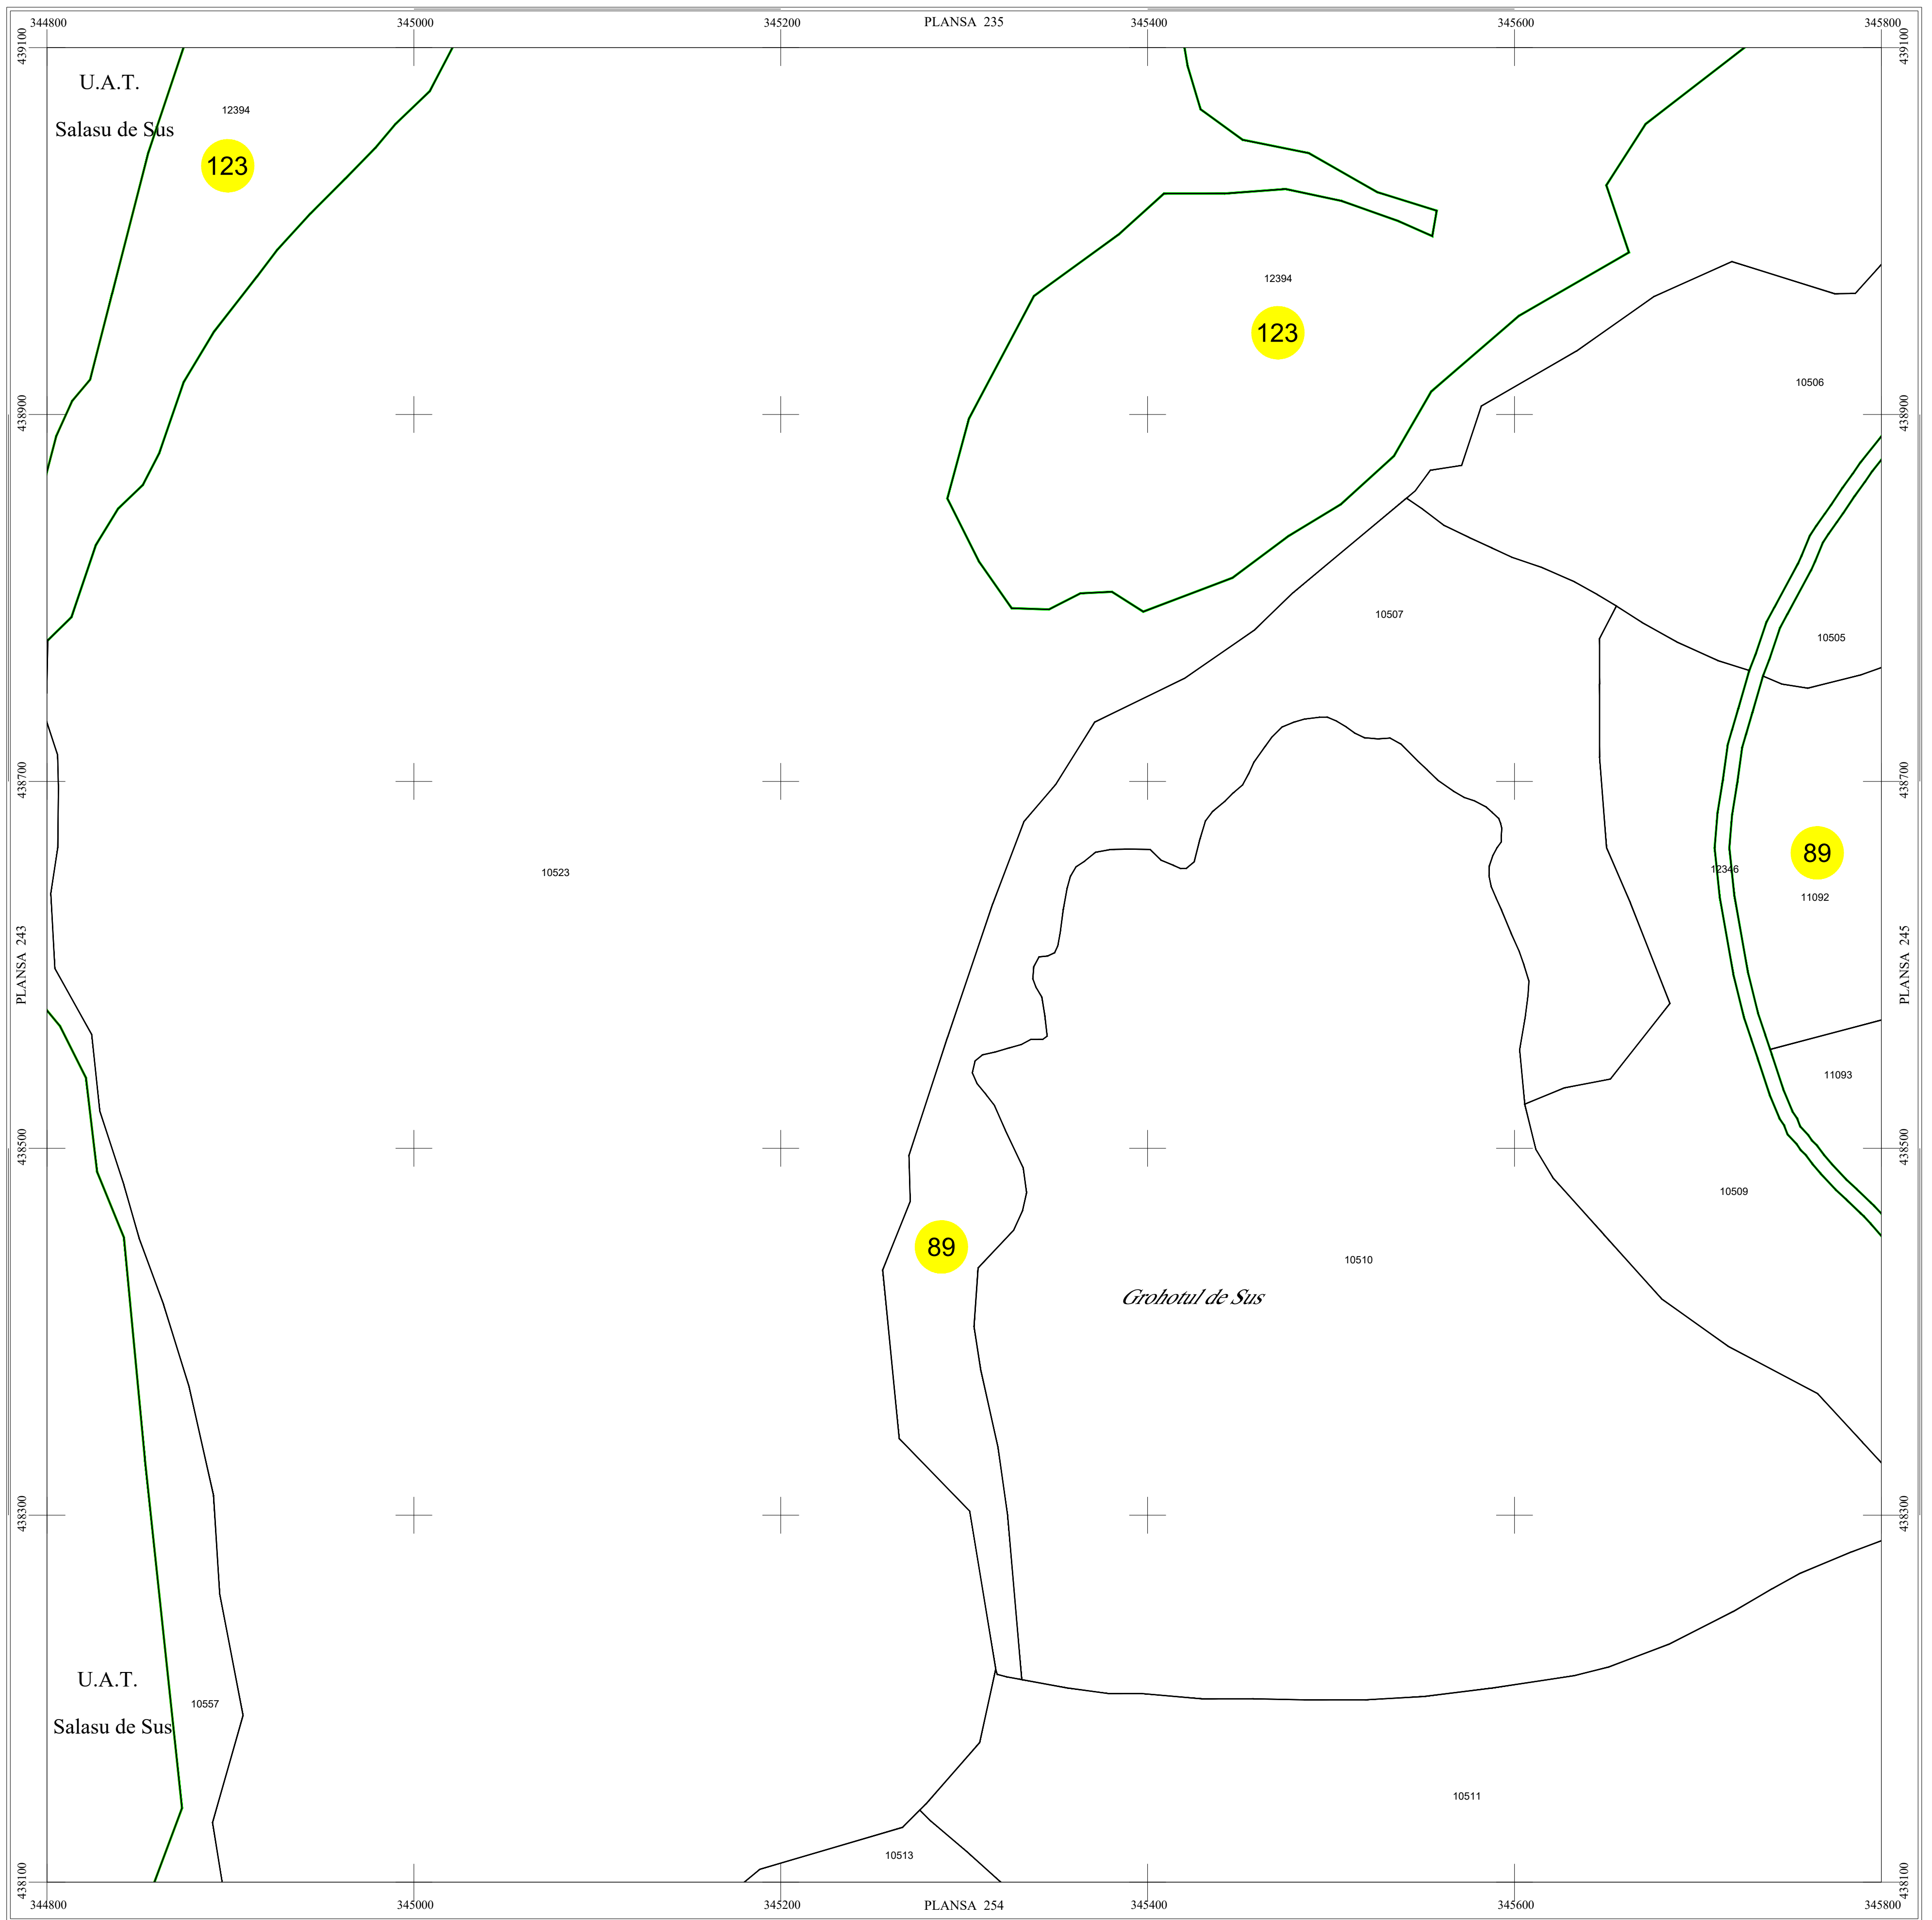 344800 345000 345200 PLANSA 235 345400 345600 345800
439100 439100
U.A.T.
Salasu de Sus
12394
123
12394
123
10506
438900 438900
10507
10505
438700 438700
89
10523
12346
11092
PLANSA 243
PLANSA 245
11093
438500 438500
10509
89
10510
Grohotul de Sus
438300 438300
U.A.T.
10557
Salasu de Sus
10511
10513
438100 438100
344800 345000 345200 PLANSA 254 345400 345600 345800